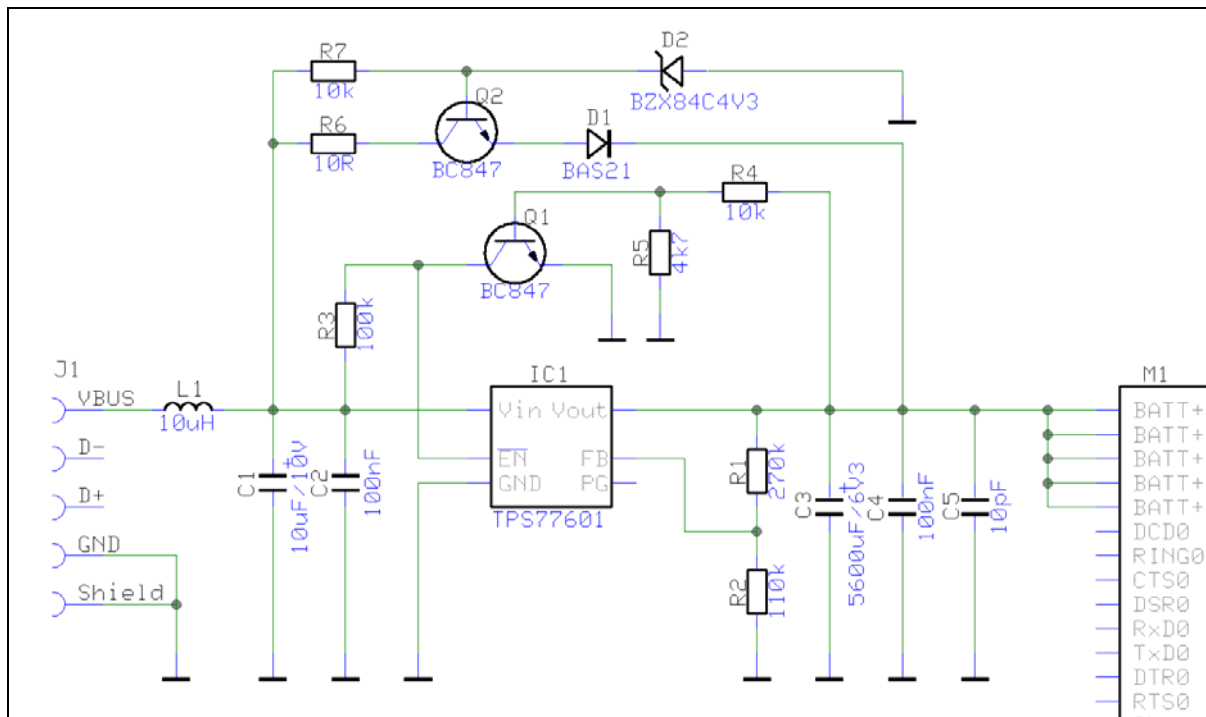 R7
10k
D2
BZX84C4V3
Q2
R6
10R
BC847
D1
BAS21
R4
10k
Q1
BC847
R5
4k7
R3
100k
J1
VBUS
D-
D+
GND
Shield
L1
10uH
C1
+
10uF/10V
C2
100nF
IC1
Vin Vout
EN FB
GND PG
TPS77601
R1
270k
R2
110k
C3
+
5600uF/6V3
C4
100nF
C5
10pF
M1
BATT+
BATT+
BATT+
BATT+
BATT+
DCD0
RING0
CTS0
DSR0
RxD0
TxD0
DTR0
RTS0